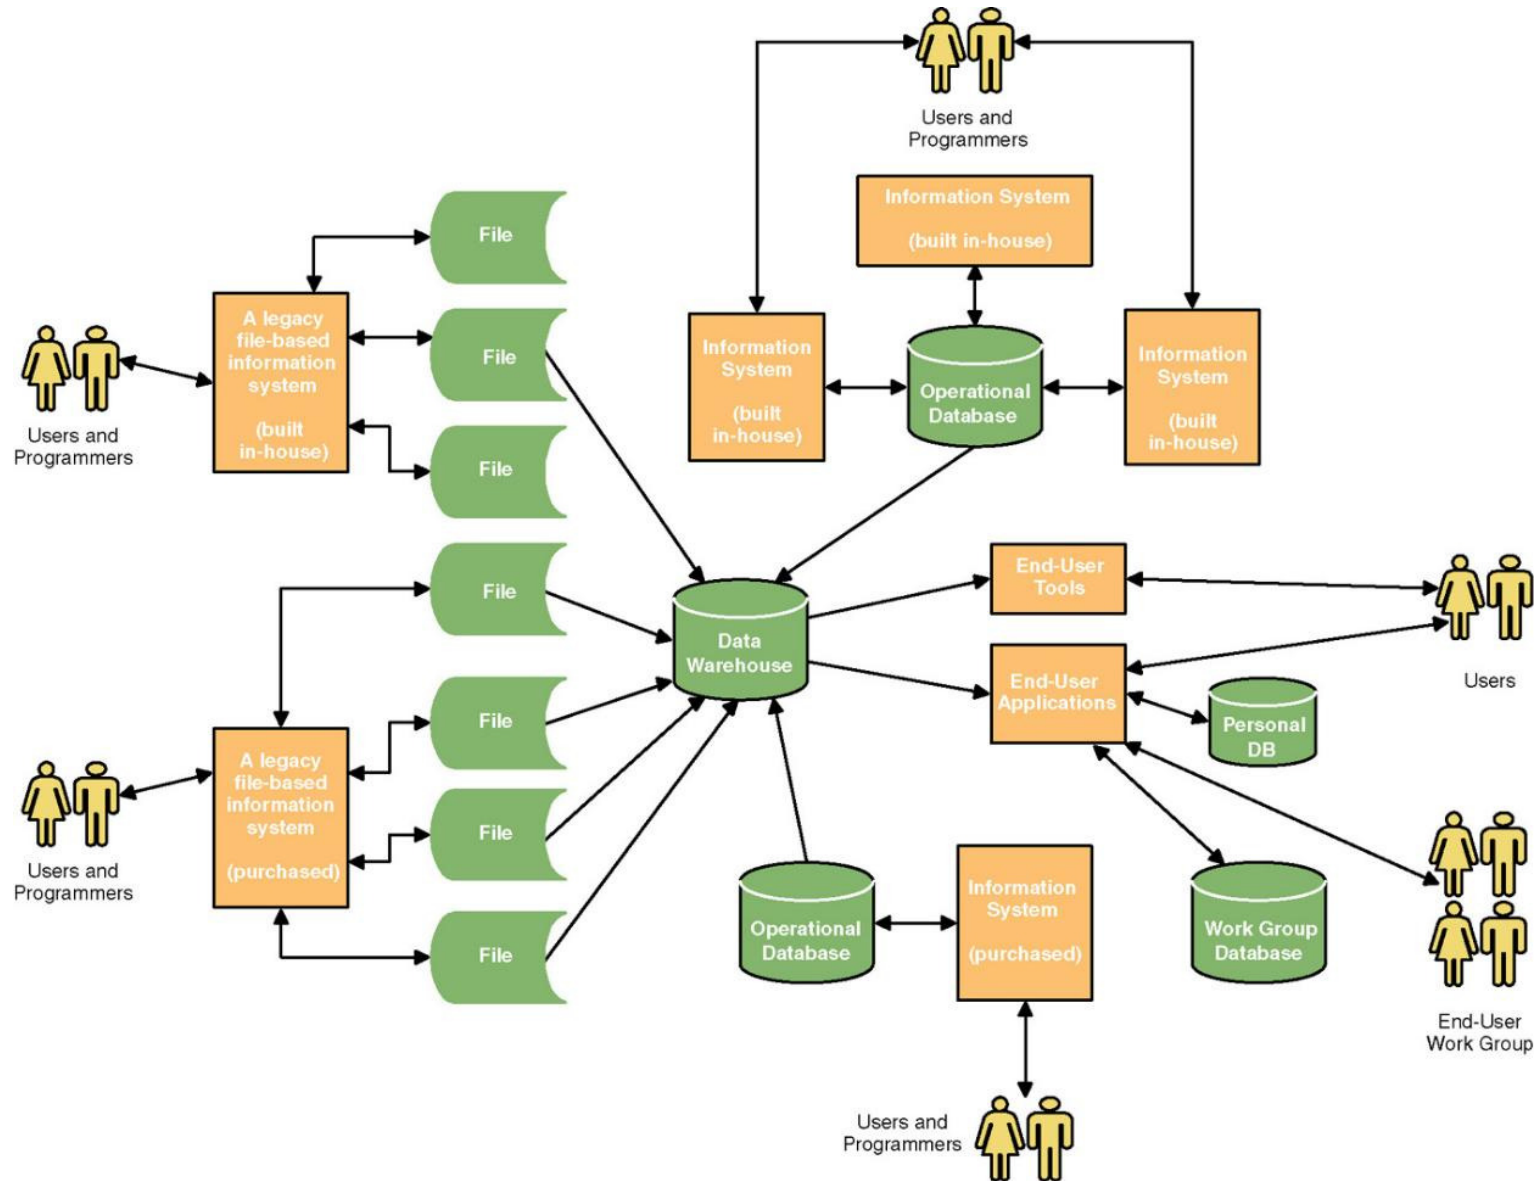 Users and
Programmers
Information System
(built in-house)
File
A legacy
file-based
information
system
(built
in-house)
File
Information
System
(built
in-house)
Operational
Database
Information
System
(built
in-house)
Users and
Programmers
File
File
End-User
Tools
Data
Warehouse
End-User
Applications
Users
File
Personal
DB
A legacy
file-based
information
system
(purchased)
File
Users and
Programmers
File
Operational
Database
Information
System
(purchased)
Work Group
Database
End-User
Work Group
Users and
Programmers